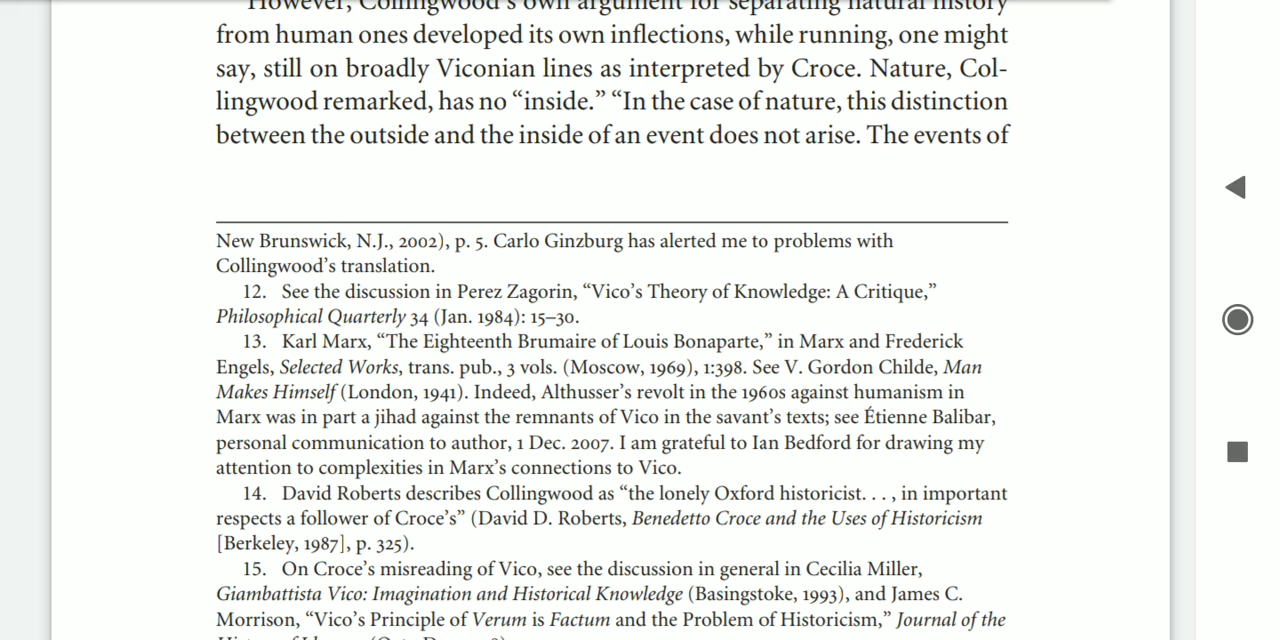 However, Collingwood's own argument for separating natural history
from human ones developed its own inflections, while running, one might
say, still on broadly Viconian lines as interpreted by Croce. Nature, Col-
lingwood remarked, has no “inside.” “In the case of nature, this distinction
between the outside and the inside of an event does not arise. The events of
New Brunswick, N.J., 2002), p. 5. Carlo Ginzburg has alerted me to problems with
Collingwood’s translation.
12. See the discussion in Perez Zagorin, “Vico’s Theory of Knowledge: A Critique,”
Philosophical Quarterly 34 (Jan. 1984): 15–30.
13. Karl Marx, “The Eighteenth Brumaire of Louis Bonaparte,” in Marx and Frederick
Engels, Selected Works, trans. pub., 3 vols. (Moscow, 1969), 1:398. See V. Gordon Childe, Man
Makes Himself (London, 1941). Indeed, Althusser’s revolt in the 1960s against humanism in
Marx was in part a jihad against the remnants of Vico in the savant’s texts; see Étienne Balibar,
personal communication to author, 1 Dec. 2007. I am grateful to Ian Bedford for drawing my
attention to complexities in Marx’s connections to Vico.
14. David Roberts describes Collingwood as “the lonely Oxford historicist. . . , in important
respects a follower of Croce’s” (David D. Roberts, Benedetto Croce and the Uses of Historicism
[Berkeley, 1987], p. 325).
15. On Croce’s misreading of Vico, see the discussion in general in Cecilia Miller,
Giambattista Vico: Imagination and Historical Knowledge (Basingstoke, 1993), and James C.
Morrison, “Vico’s Principle of Verum is Factum and the Problem of Historicism,” Journal of the